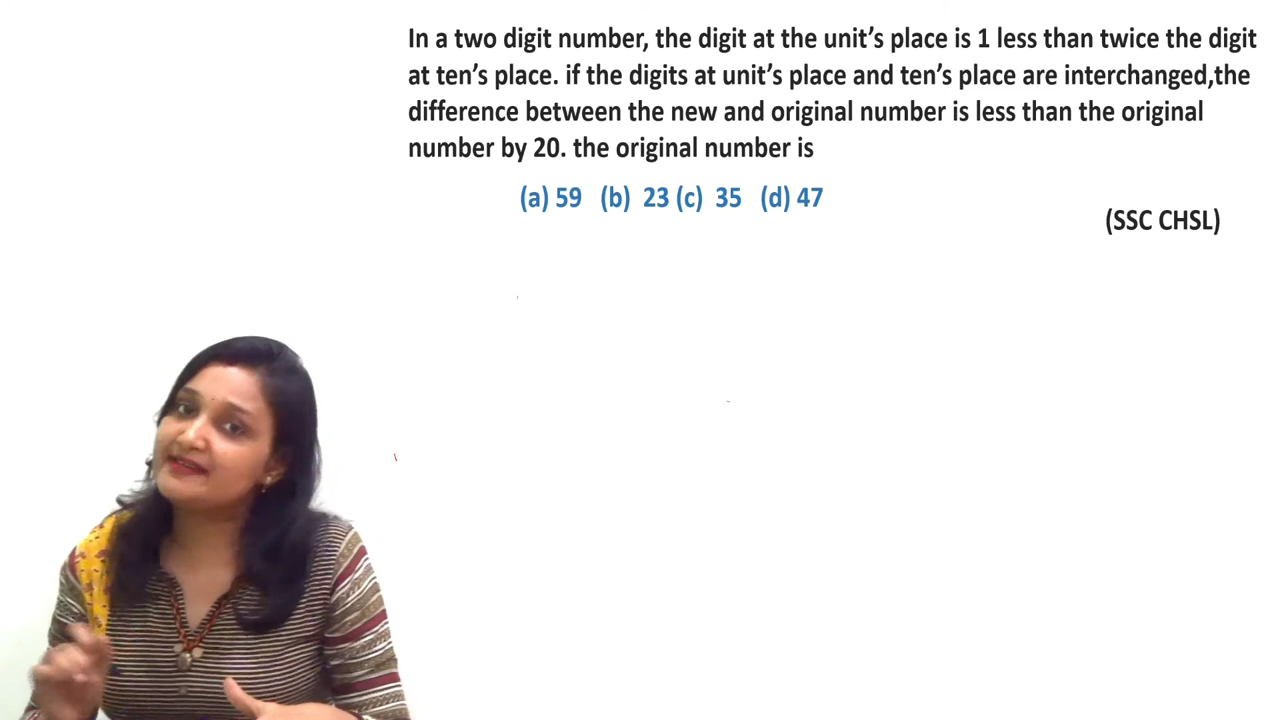 In a two digit number, the digit at the unit’s place is 1 less than twice the digit
at ten’s place. if the digits at unit’s place and ten’s place are interchanged,the
difference between the new and original number is less than the original
number by 20. the original number is
(a) 59 (b) 23 (c) 35 (d) 47
(SSC CHSL)